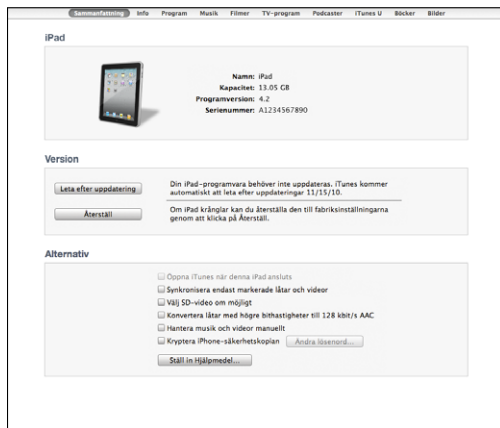 Sammanfattning Info Program Musik Filmer TV-program Podcaster iTunes U Böcker Bilder
iPad
Namn: iPad
Kapacitet: 13.05 GB
Programversion: 4.2
Serienummer: A1234567890
Version
Leta efter uppdatering
Din iPad-programvara behöver inte uppdateras. iTunes kommer
automatiskt att leta efter uppdateringar 11/15/10.
Återställ
Om iPad krånglar kan du återställa den till fabriksinställningarna
genom att klicka på Återställ.
Alternativ
Öppna iTunes när denna iPad ansluts
Synkronisera endast markerade låtar och videor
Välj SD-video om möjligt
Konvertera låtar med högre bithastigheter till 128 kbit/s AAC
Hantera musik och videor manuellt
Kryptera iPhone-säkerhetskopian Ändra lösenord...
Ställ in Hjälpmedel...